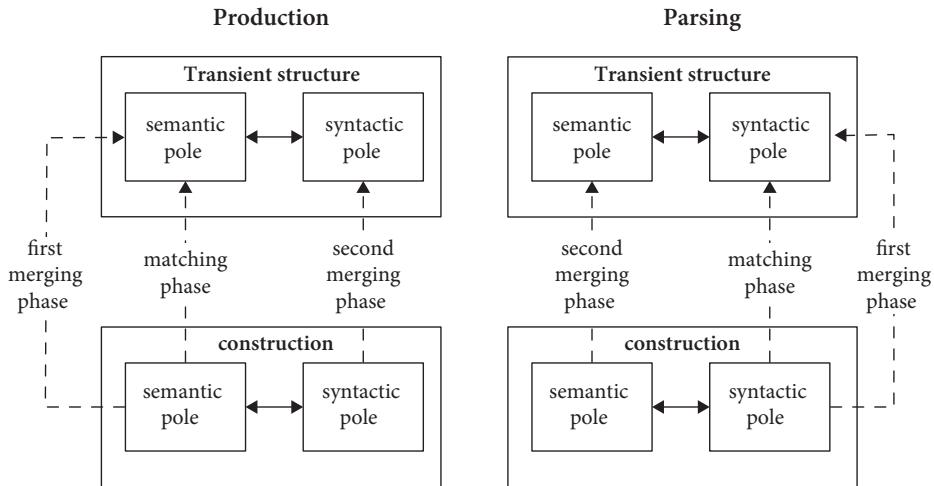 Production
Transient structure
semantic
pole
syntactic
pole
first
merging
phase
matching
phase
second
merging
phase
construction
semantic
pole
syntactic
pole
Parsing
Transient structure
semantic
pole
syntactic
pole
second
merging
phase
matching
phase
first
merging
phase
construction
semantic
pole
syntactic
pole